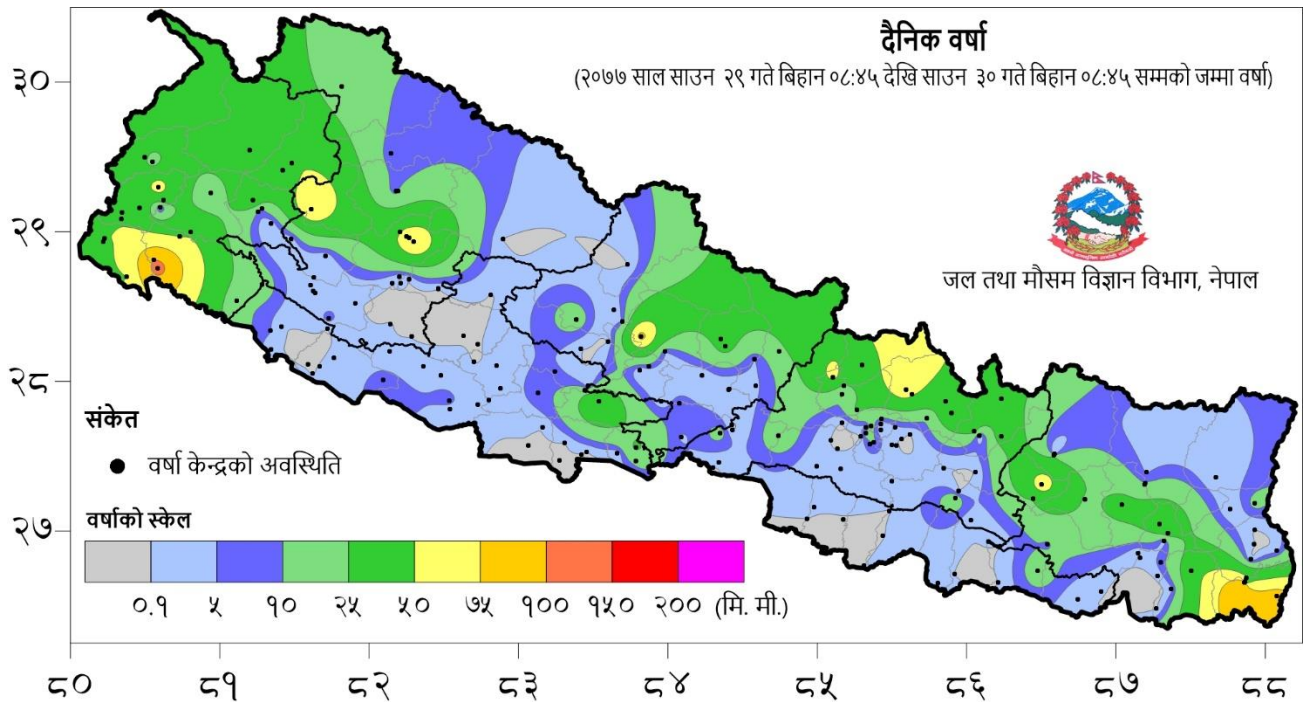 दैनिक वर्षा
(२०७७ साल साउन २९ गते बिहान ०८:४५ देखि साउन ३० गते बिहान ०८:४५ सम्मको जम्मा वर्षा)
जल तथा मौसम विज्ञान विभाग, नेपाल
३०
२९
२८
२७
संकेत
वर्षा केन्द्रको अवस्थिति
वर्षाको स्केल
०.१ ५ १० २५ ५० ७५ १०० १५० २०० (मि. मी.)
८० ८१ ८२ ८३ ८४ ८५ ८६ ८७ ८८